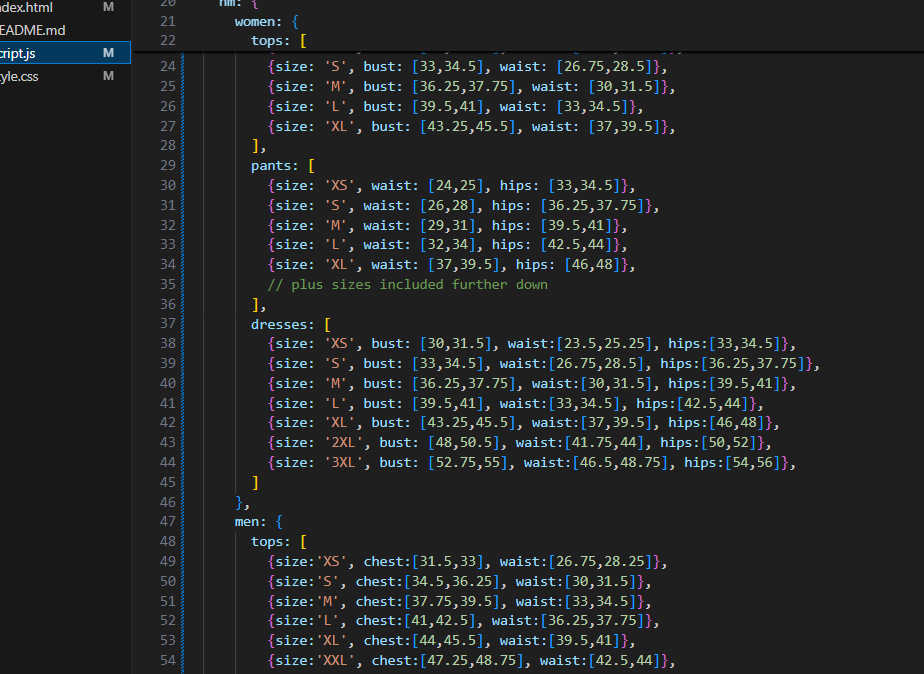 dex.html M
EADME.md
cript.js M
yle.css M
20 hm: {
21 women: {
22 tops: [
24 {size: 'S', bust: [33,34.5], waist: [26.75,28.5]},
25 {size: 'M', bust: [36.25,37.75], waist: [30,31.5]},
26 {size: 'L', bust: [39.5,41], waist: [33,34.5]},
27 {size: 'XL', bust: [43.25,45.5], waist: [37,39.5]},
28 ],
29 pants: [
30 {size: 'XS', waist: [24,25], hips: [33,34.5]},
31 {size: 'S', waist: [26,28], hips: [36.25,37.75]},
32 {size: 'M', waist: [29,31], hips: [39.5,41]},
33 {size: 'L', waist: [32,34], hips: [42.5,44]},
34 {size: 'XL', waist: [37,39.5], hips: [46,48]},
35 // plus sizes included further down
36 ],
37 dresses: [
38 {size: 'XS', bust: [30,31.5], waist:[23.5,25.25], hips:[33,34.5]},
39 {size: 'S', bust: [33,34.5], waist:[26.75,28.5], hips:[36.25,37.75]},
40 {size: 'M', bust: [36.25,37.75], waist:[30,31.5], hips:[39.5,41]},
41 {size: 'L', bust: [39.5,41], waist:[33,34.5], hips:[42.5,44]},
42 {size: 'XL', bust: [43.25,45.5], waist:[37,39.5], hips:[46,48]},
43 {size: '2XL', bust: [48,50.5], waist:[41.75,44], hips:[50,52]},
44 {size: '3XL', bust: [52.75,55], waist:[46.5,48.75], hips:[54,56]},
45 ]
46 },
47 men: {
48 tops: [
49 {size:'XS', chest:[31.5,33], waist:[26.75,28.25]},
50 {size:'S', chest:[34.5,36.25], waist:[30,31.5]},
51 {size:'M', chest:[37.75,39.5], waist:[33,34.5]},
52 {size:'L', chest:[41,42.5], waist:[36.25,37.75]},
53 {size:'XL', chest:[44,45.5], waist:[39.5,41]},
54 {size:'XXL', chest:[47.25,48.75], waist:[42.5,44]},